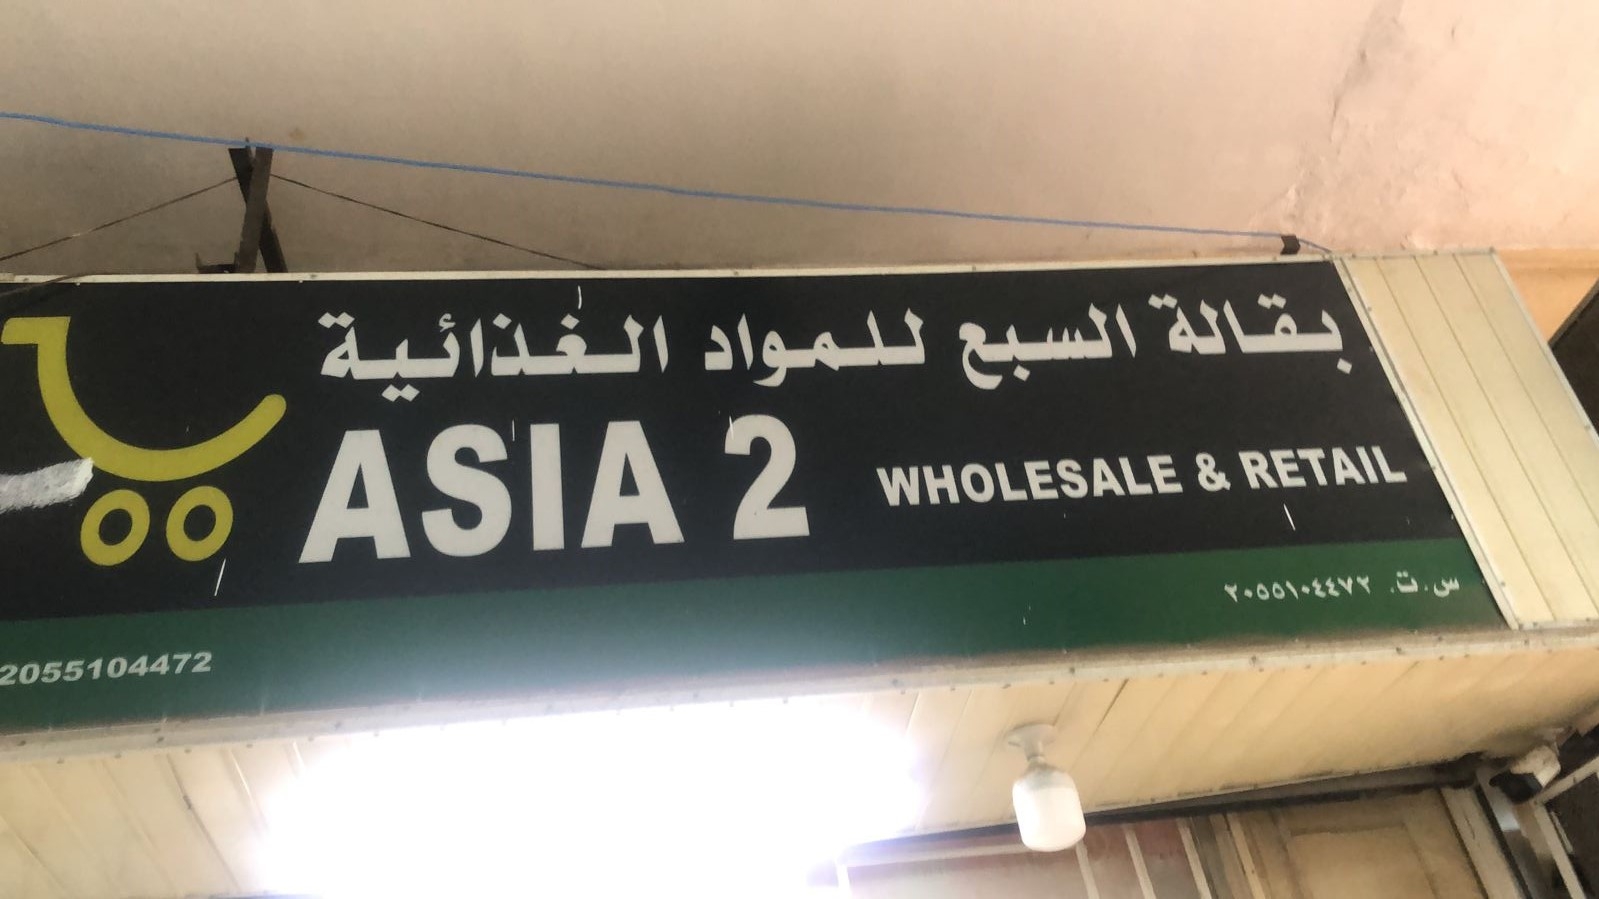 بقالة السبع للمواد الغذائية
ASIA 2 WHOLESALE & RETAIL
س.ت. ٢٠٥٥١٠٤٤٧٢
2055104472